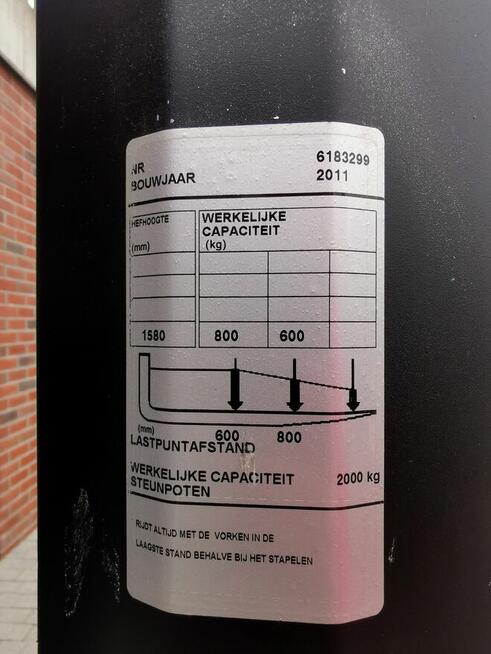 NR 6183299
BOUWJAAR 2011
HEFHOOGTE WERKELIJKE
CAPACITEIT
(mm) (kg)
1580 800 600
(mm) 600 800
LASTPUNTAFSTAND
WERKELIJKE CAPACITEIT 2000 kg
STEUNPOTEN
RIJDT ALTIJD MET DE VORKEN IN DE
LAAGSTE STAND BEHALVE BIJ HET STAPELEN